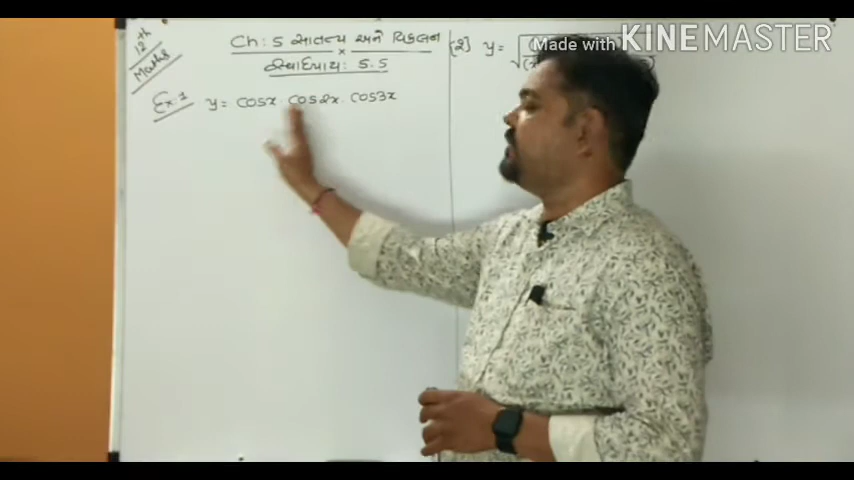 12th
Maths
Ch: 5 સાતત્ય અને વિકલન
×
સ્વાધ્યાય: 5.5
Ex: 1 y = cosx · cos2x · cos3x
[2] y = √
Made with KINEMASTER